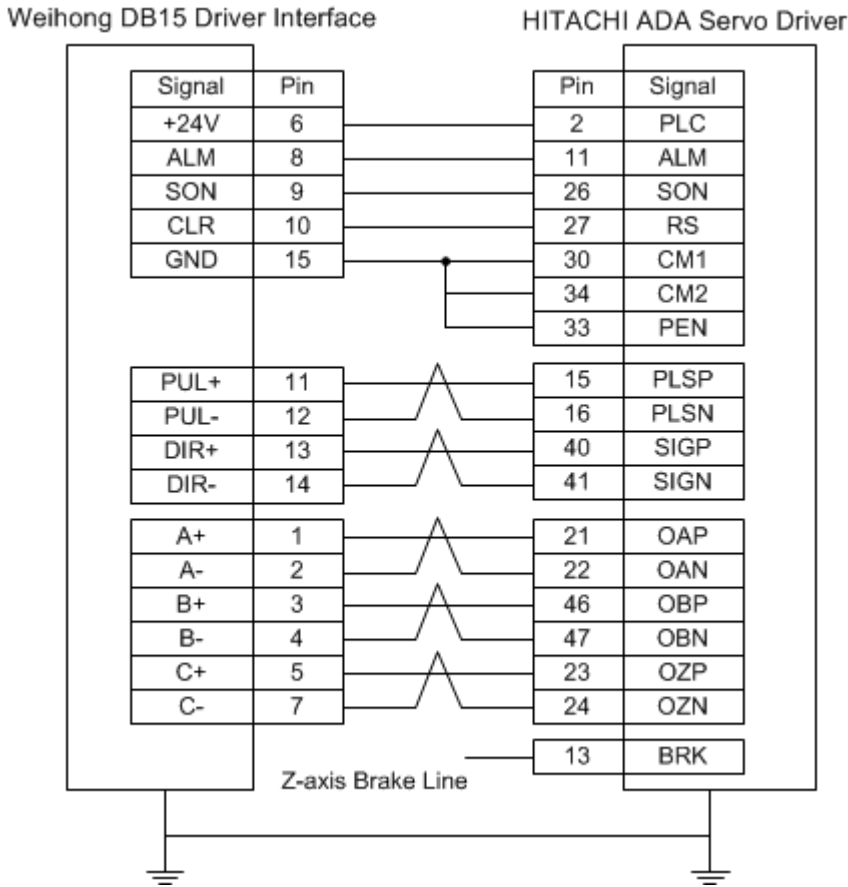 Weihong DB15 Driver Interface HITACHI ADA Servo Driver
Signal Pin Pin Signal
+24V 6 2 PLC
ALM 8 11 ALM
SON 9 26 SON
CLR 10 27 RS
GND 15 30 CM1
34 CM2
33 PEN
PUL+ 11 15 PLSP
PUL- 12 16 PLSN
DIR+ 13 40 SIGP
DIR- 14 41 SIGN
A+ 1 21 OAP
A- 2 22 OAN
B+ 3 46 OBP
B- 4 47 OBN
C+ 5 23 OZP
C- 7 24 OZN
13 BRK
Z-axis Brake Line